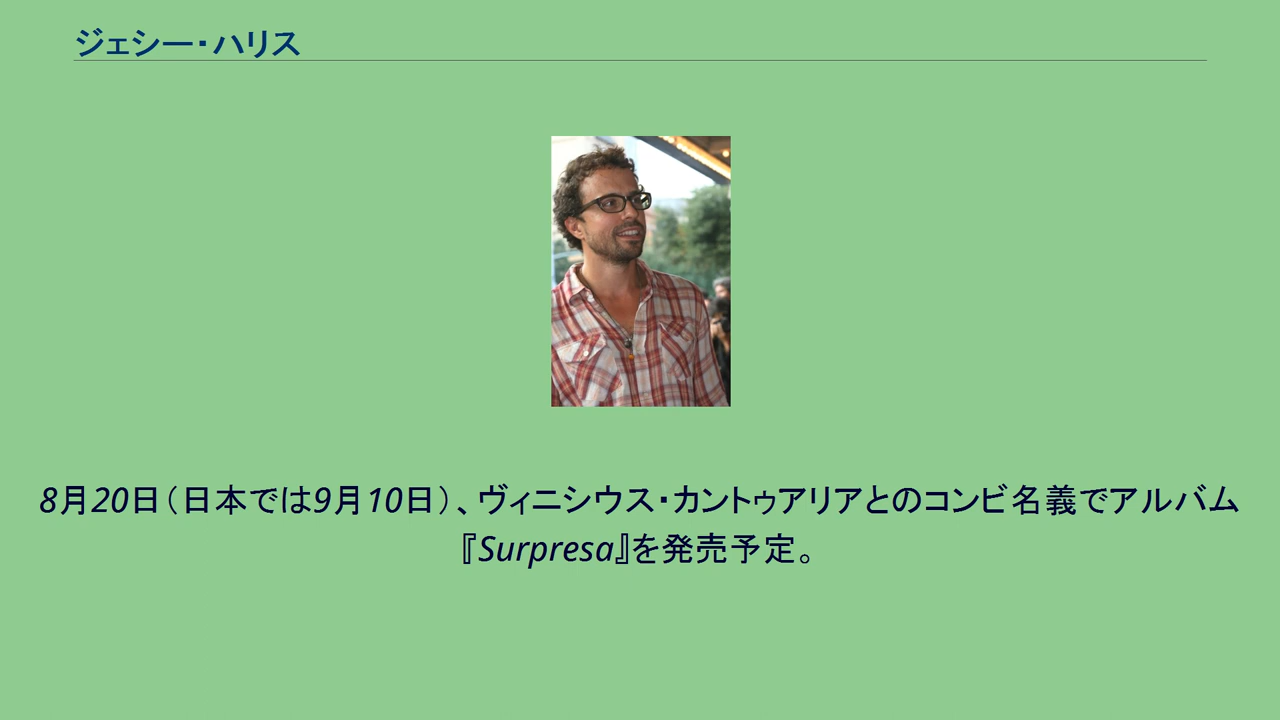 ジェシー・ハリス
8月20日（日本では9月10日）、ヴィニシウス・カントゥアリアとのコンビ名義でアルバム
『Surpresa』を発売予定。